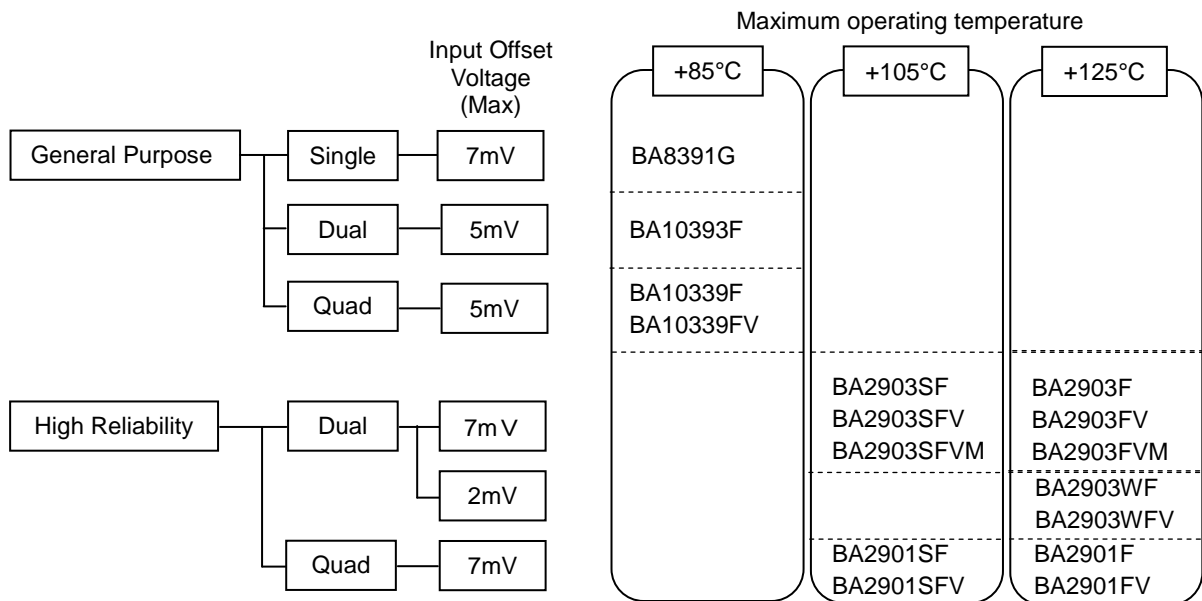 Maximum operating temperature
Input Offset
Voltage
(Max)
+85°C
+105°C
+125°C
General Purpose
Single
7mV
BA8391G
Dual
5mV
BA10393F
Quad
5mV
BA10339F
BA10339FV
High Reliability
Dual
7mV
BA2903SF
BA2903SFV
BA2903SFVM
BA2903F
BA2903FV
BA2903FVM
2mV
BA2903WF
BA2903WFV
Quad
7mV
BA2901SF
BA2901SFV
BA2901F
BA2901FV